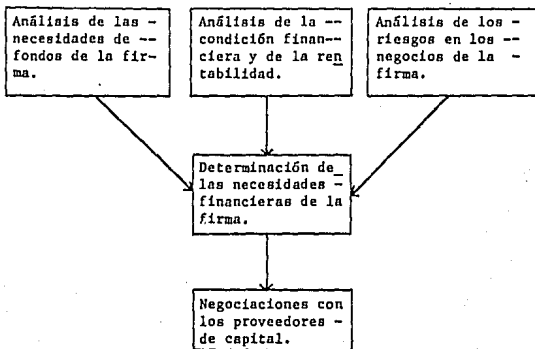 Análisis de las -
necesidades de --
fondos de la fir-
ma.
Análisis de la --
condición finan--
ciera y de la ren
tabilidad.
Análisis de los -
riesgos en los --
negocios de la -
firma.
Determinación de
las necesidades -
financieras de la
firma.
Negociaciones con
los proveedores -
de capital.